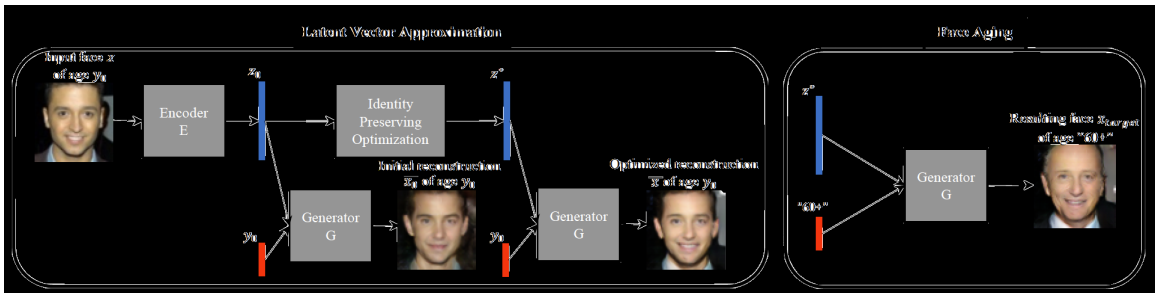 Latent Vector Approximation
Input face x
of age y₀
Encoder
E
z₀
Identity
Preserving
Optimization
z*
Initial reconstruction
x̅₀ of age y₀
Optimized reconstruction
x̅ of age y₀
y₀
Generator
G
y₀
Generator
G
Face Aging
z*
"60+"
Generator
G
Resulting face x_target
of age "60+"